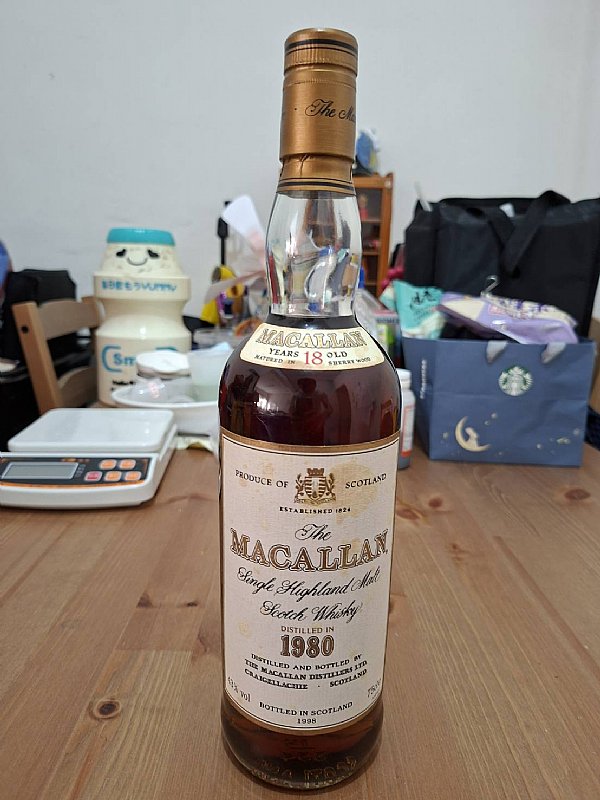 The Ma
MACALLAN
YEARS 18 OLD
MATURED IN SHERRY WOOD
PRODUCE OF SCOTLAND
ESTABLISHED 1824
The
MACALLAN
Single Highland Malt
Scotch Whisky
DISTILLED IN
1980
DISTILLED AND BOTTLED BY
THE MACALLAN DISTILLERS LTD.
CRAIGELLACHIE · SCOTLAND
43% vol
BOTTLED IN SCOTLAND
1998
YUMMY